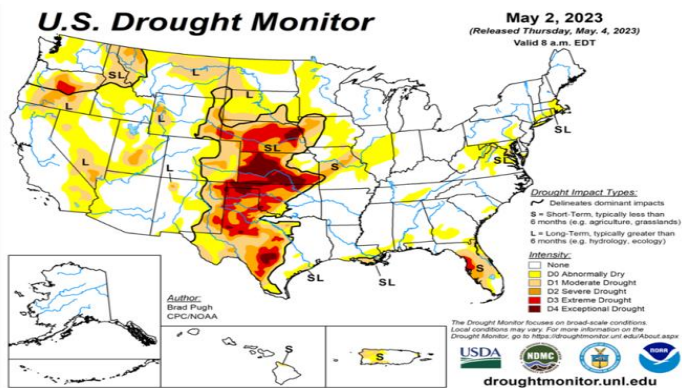 U.S. Drought Monitor
May 2, 2023
(Released Thursday, May. 4, 2023)
Valid 8 a.m. EDT
SL
L
L
L
L
SL
L
L
S
SL
SL
SL
SL
S
Drought Impact Types:
Delineates dominant impacts
S = Short-Term, typically less than
6 months (e.g. agriculture, grasslands)
L = Long-Term, typically greater than
6 months (e.g. hydrology, ecology)
Intensity:
None
D0 Abnormally Dry
D1 Moderate Drought
D2 Severe Drought
D3 Extreme Drought
D4 Exceptional Drought
Author:
Brad Pugh
CPC/NOAA
S
S
The Drought Monitor focuses on broad-scale conditions.
Local conditions may vary. For more information on the
Drought Monitor, go to https://droughtmonitor.unl.edu/About.aspx
USDA
NDMC
NOAA
droughtmonitor.unl.edu